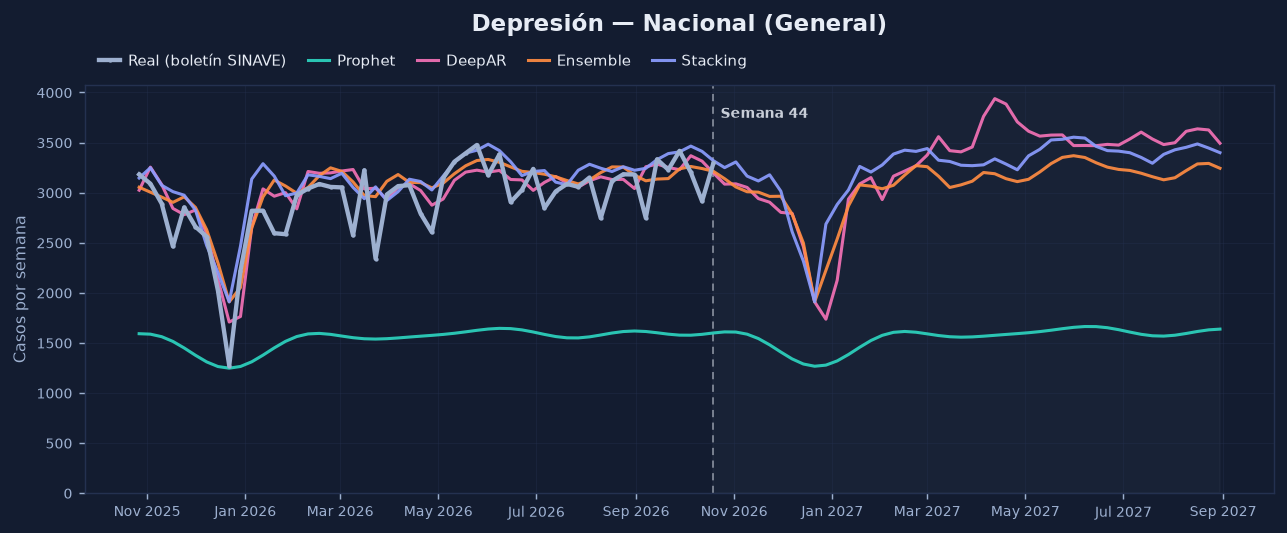 Depresión — Nacional (General)
Real (boletín SINAVE) Prophet DeepAR Ensemble Stacking
Semana 44
Casos por semana
4000
3500
3000
2500
2000
1500
1000
500
0
Nov 2025 Jan 2026 Mar 2026 May 2026 Jul 2026 Sep 2026 Nov 2026 Jan 2027 Mar 2027 May 2027 Jul 2027 Sep 2027